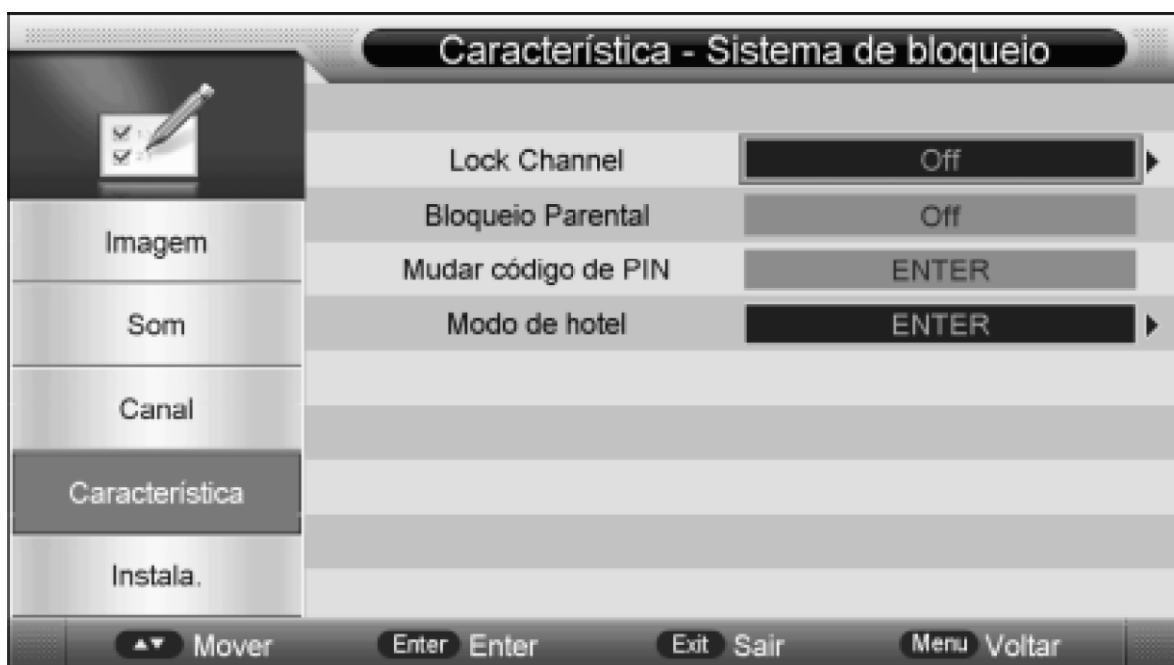 Característica - Sistema de bloqueio
Imagem
Som
Canal
Característica
Instala.
Lock Channel Off
Bloqueio Parental Off
Mudar código de PIN ENTER
Modo de hotel ENTER
Mover Enter Enter Exit Sair Menu Voltar